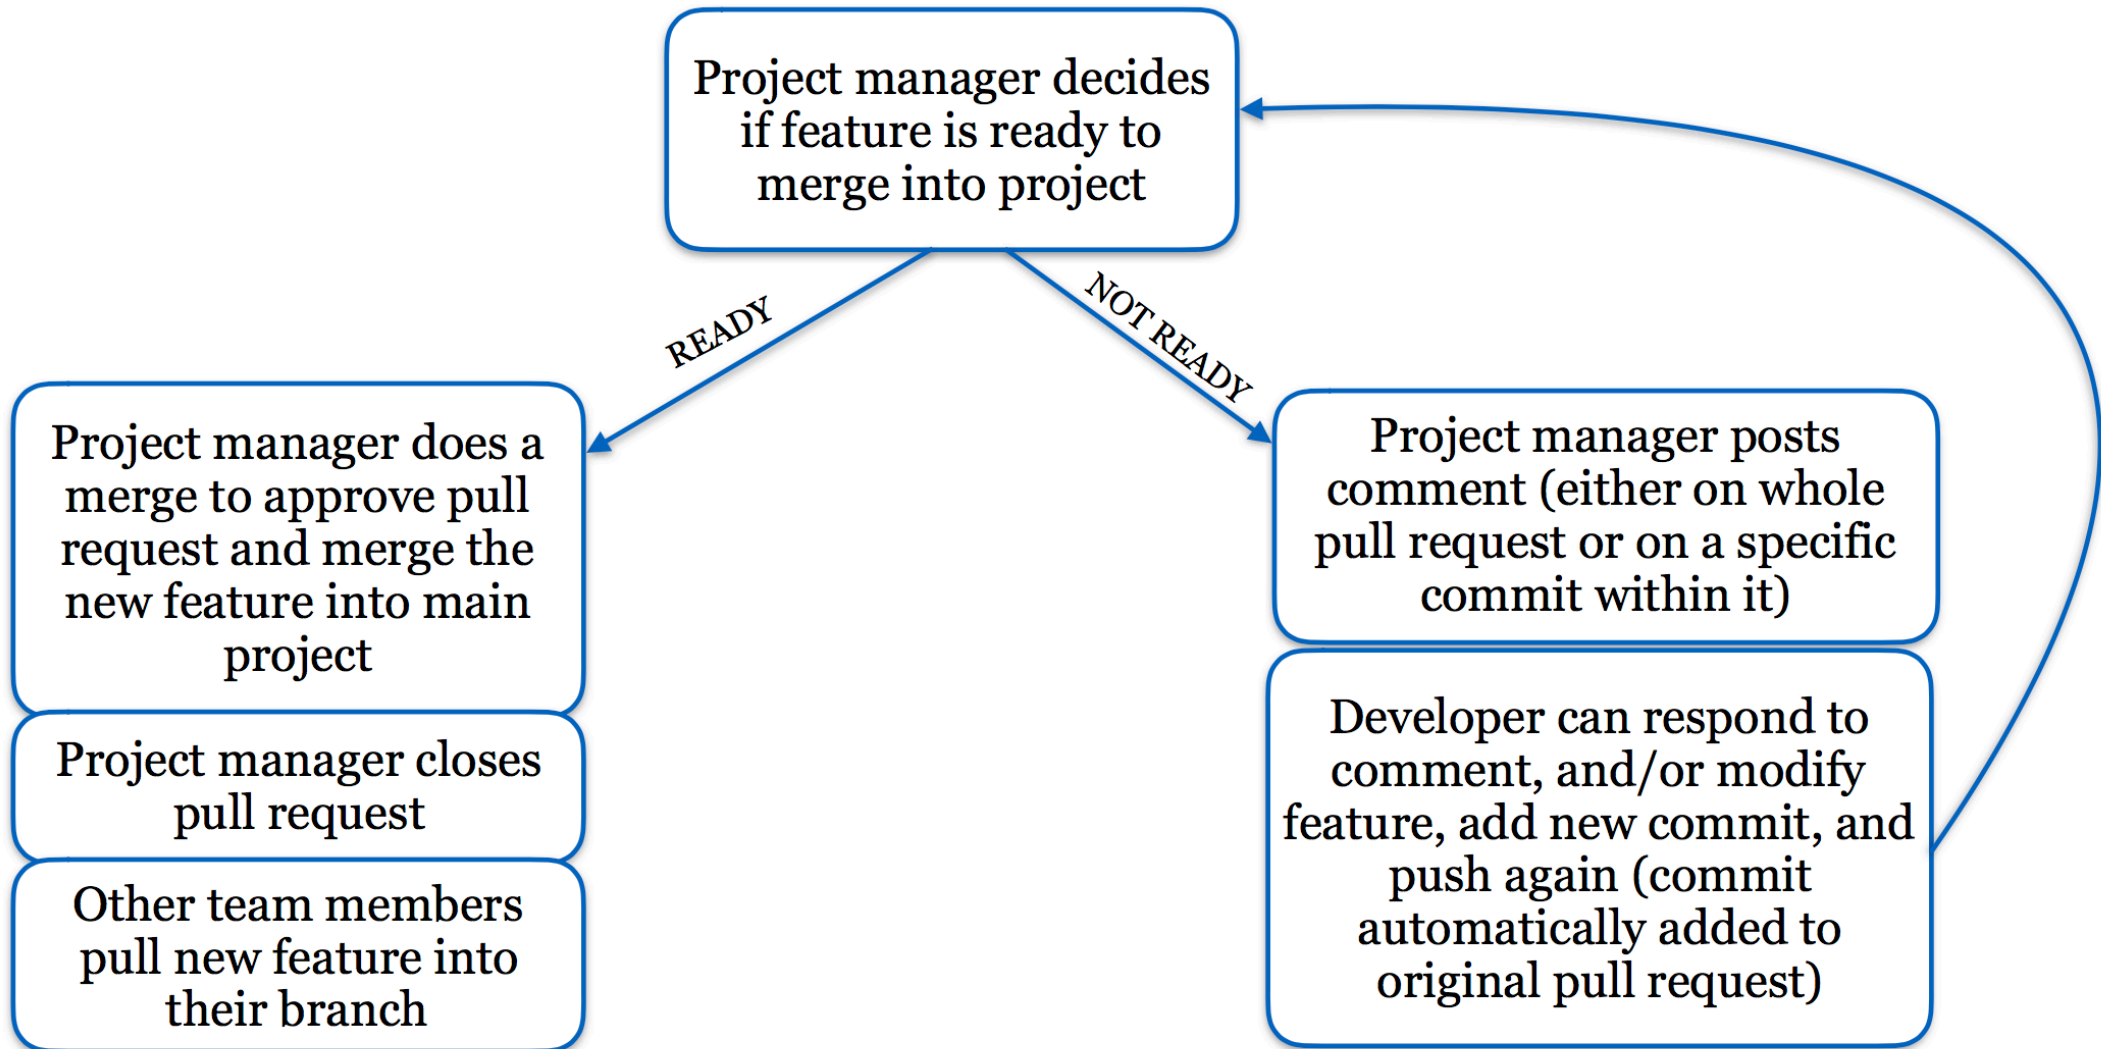 Project manager decides
if feature is ready to
merge into project
READY
NOT READY
Project manager does a
merge to approve pull
request and merge the
new feature into main
project
Project manager closes
pull request
Other team members
pull new feature into
their branch
Project manager posts
comment (either on whole
pull request or on a specific
commit within it)
Developer can respond to
comment, and/or modify
feature, add new commit, and
push again (commit
automatically added to
original pull request)